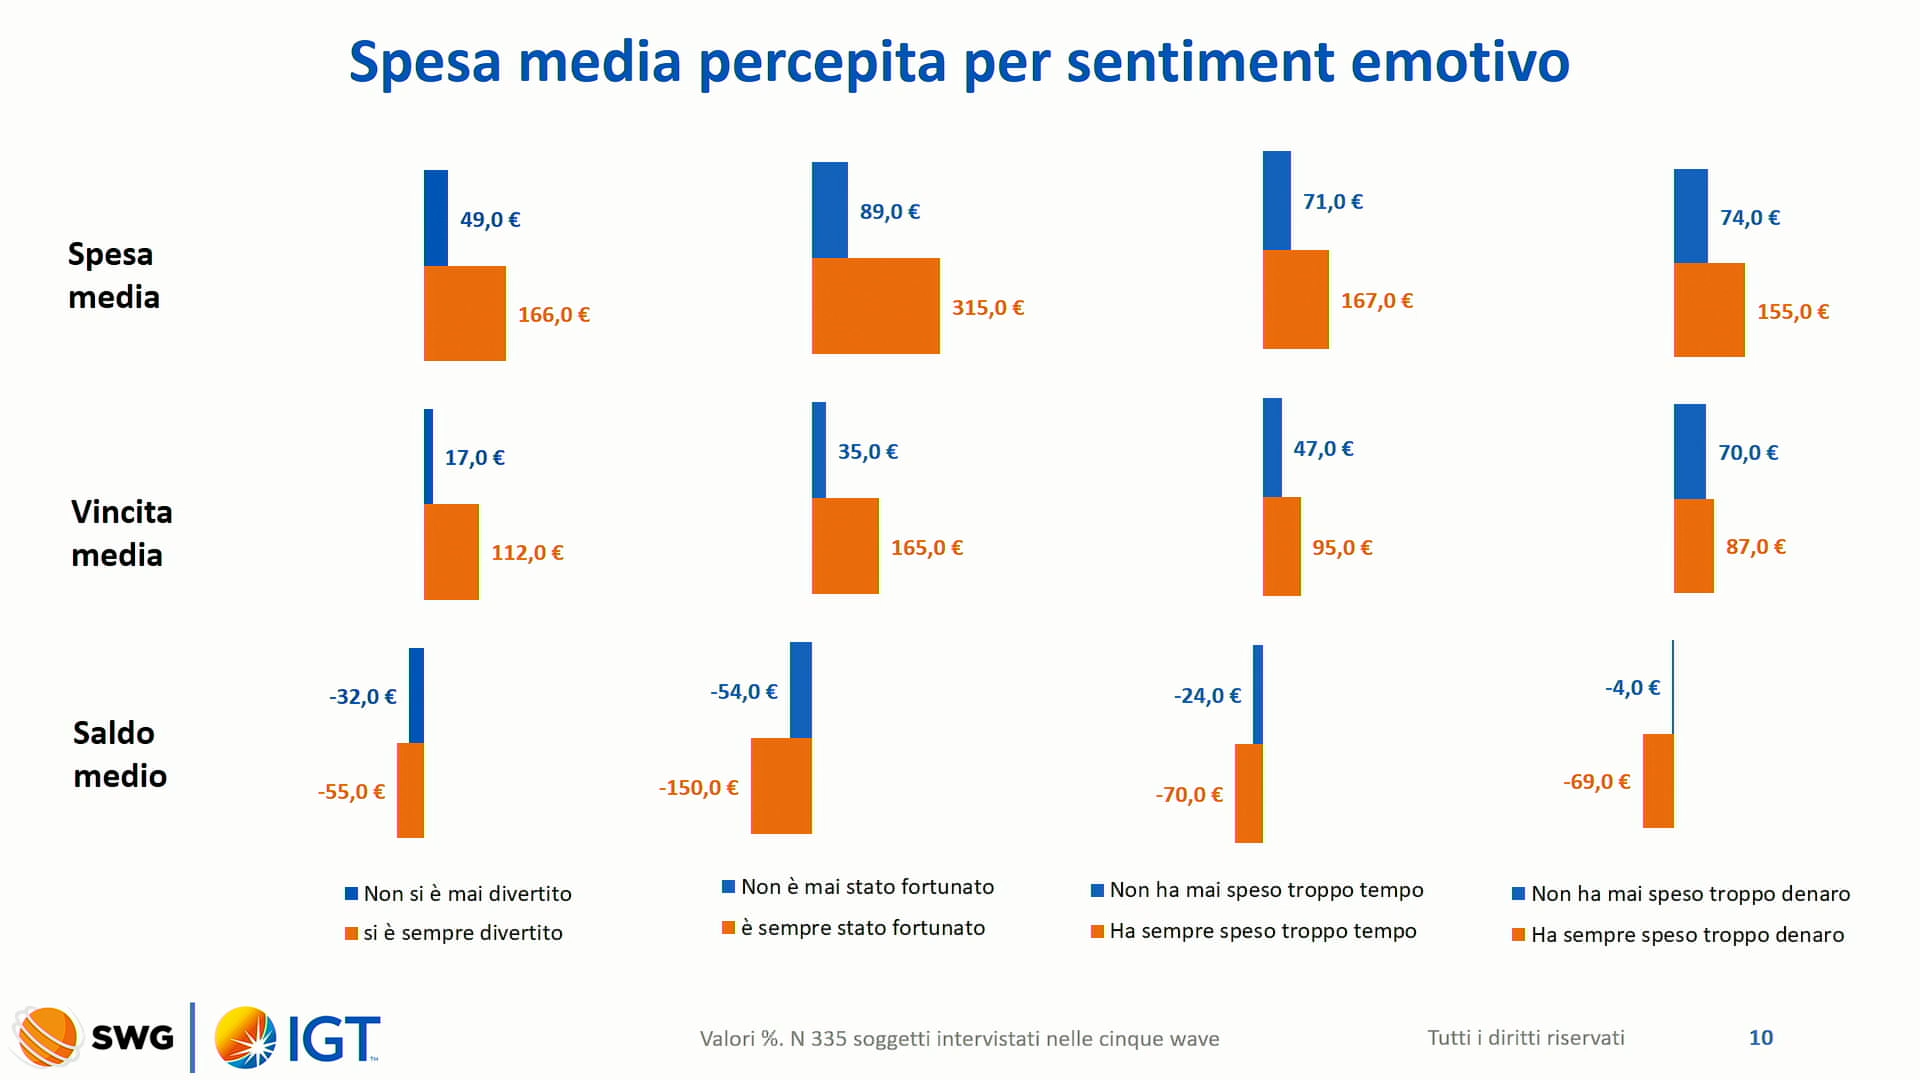 Spesa media percepita per sentiment emotivo
Spesa
media
49,0 €
166,0 €
89,0 €
315,0 €
71,0 €
167,0 €
74,0 €
155,0 €
Vincita
media
17,0 €
112,0 €
35,0 €
165,0 €
47,0 €
95,0 €
70,0 €
87,0 €
Saldo
medio
-32,0 €
-55,0 €
-54,0 €
-150,0 €
-24,0 €
-70,0 €
-4,0 €
-69,0 €
Non si è mai divertito
si è sempre divertito
Non è mai stato fortunato
è sempre stato fortunato
Non ha mai speso troppo tempo
Ha sempre speso troppo tempo
Non ha mai speso troppo denaro
Ha sempre speso troppo denaro
SWG
IGT™
Valori %. N 335 soggetti intervistati nelle cinque wave
Tutti i diritti riservati
10